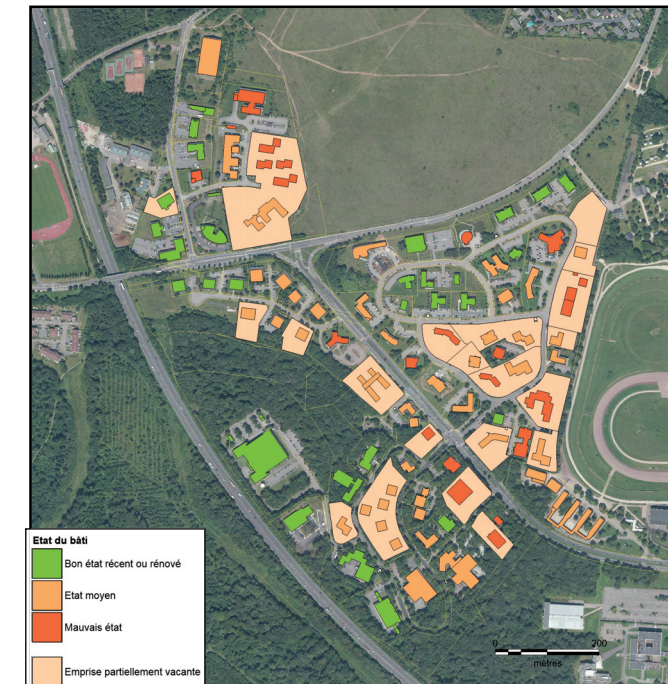 Etat du bâti
Bon état récent ou rénové
Etat moyen
Mauvais état
Emprise partiellement vacante
0 200
mètres